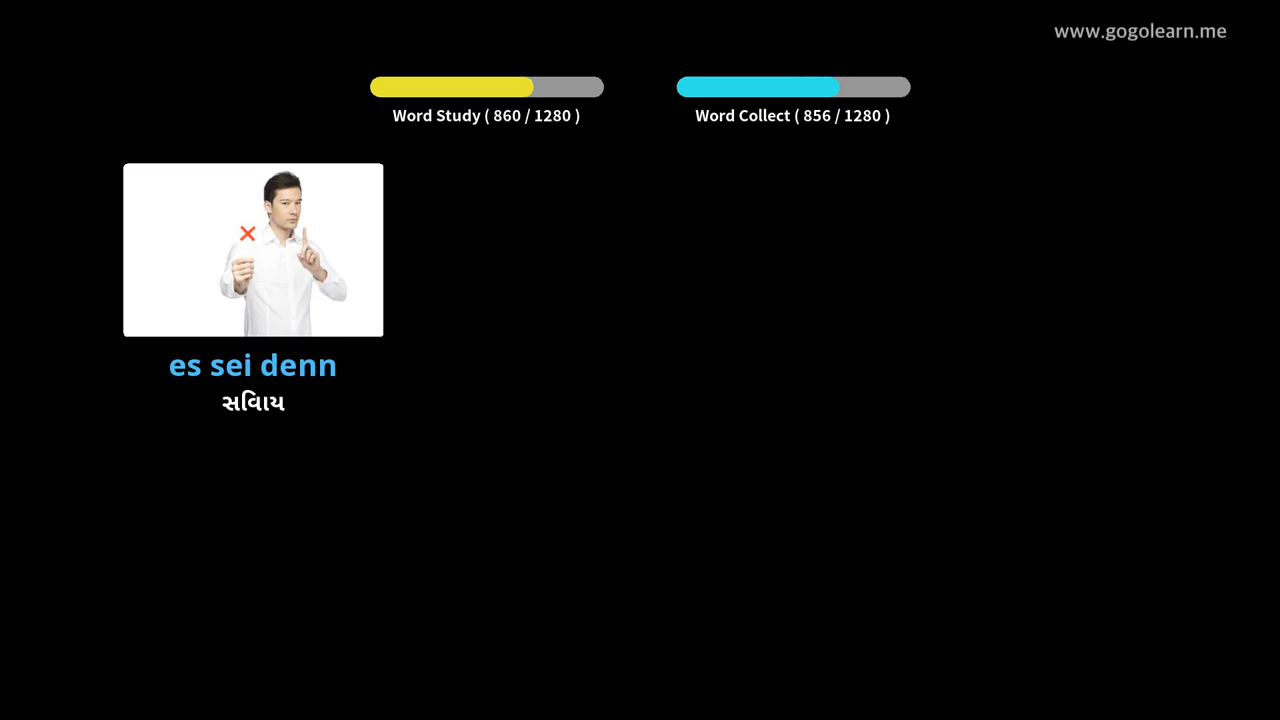 www.gogolearn.me
Word Study ( 860 / 1280 )
Word Collect ( 856 / 1280 )
es sei denn
સિવાય